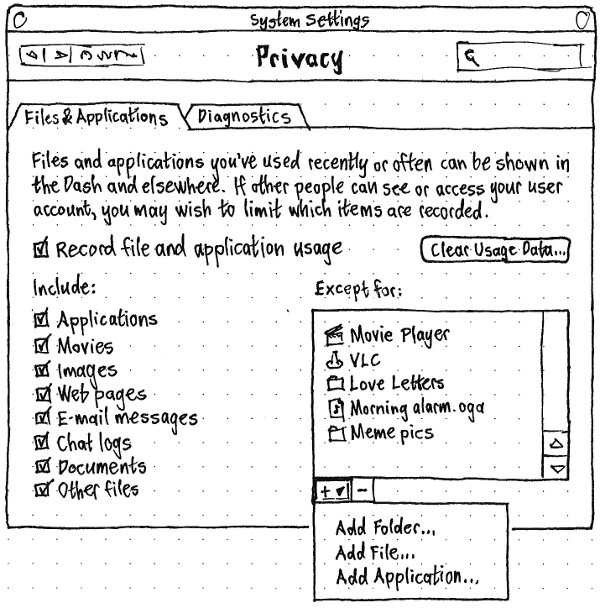 System Settings
Privacy
Files & Applications
Diagnostics
Files and applications you've used recently or often can be shown in
the Dash and elsewhere. If other people can see or access your user
account, you may wish to limit which items are recorded.
Record file and application usage
Clear Usage Data...
Include:
Applications
Movies
Images
Web pages
E-mail messages
Chat logs
Documents
Other files
Except for:
Movie Player
VLC
Love Letters
Morning alarm.oga
Meme pics
+ -
Add Folder...
Add File...
Add Application...